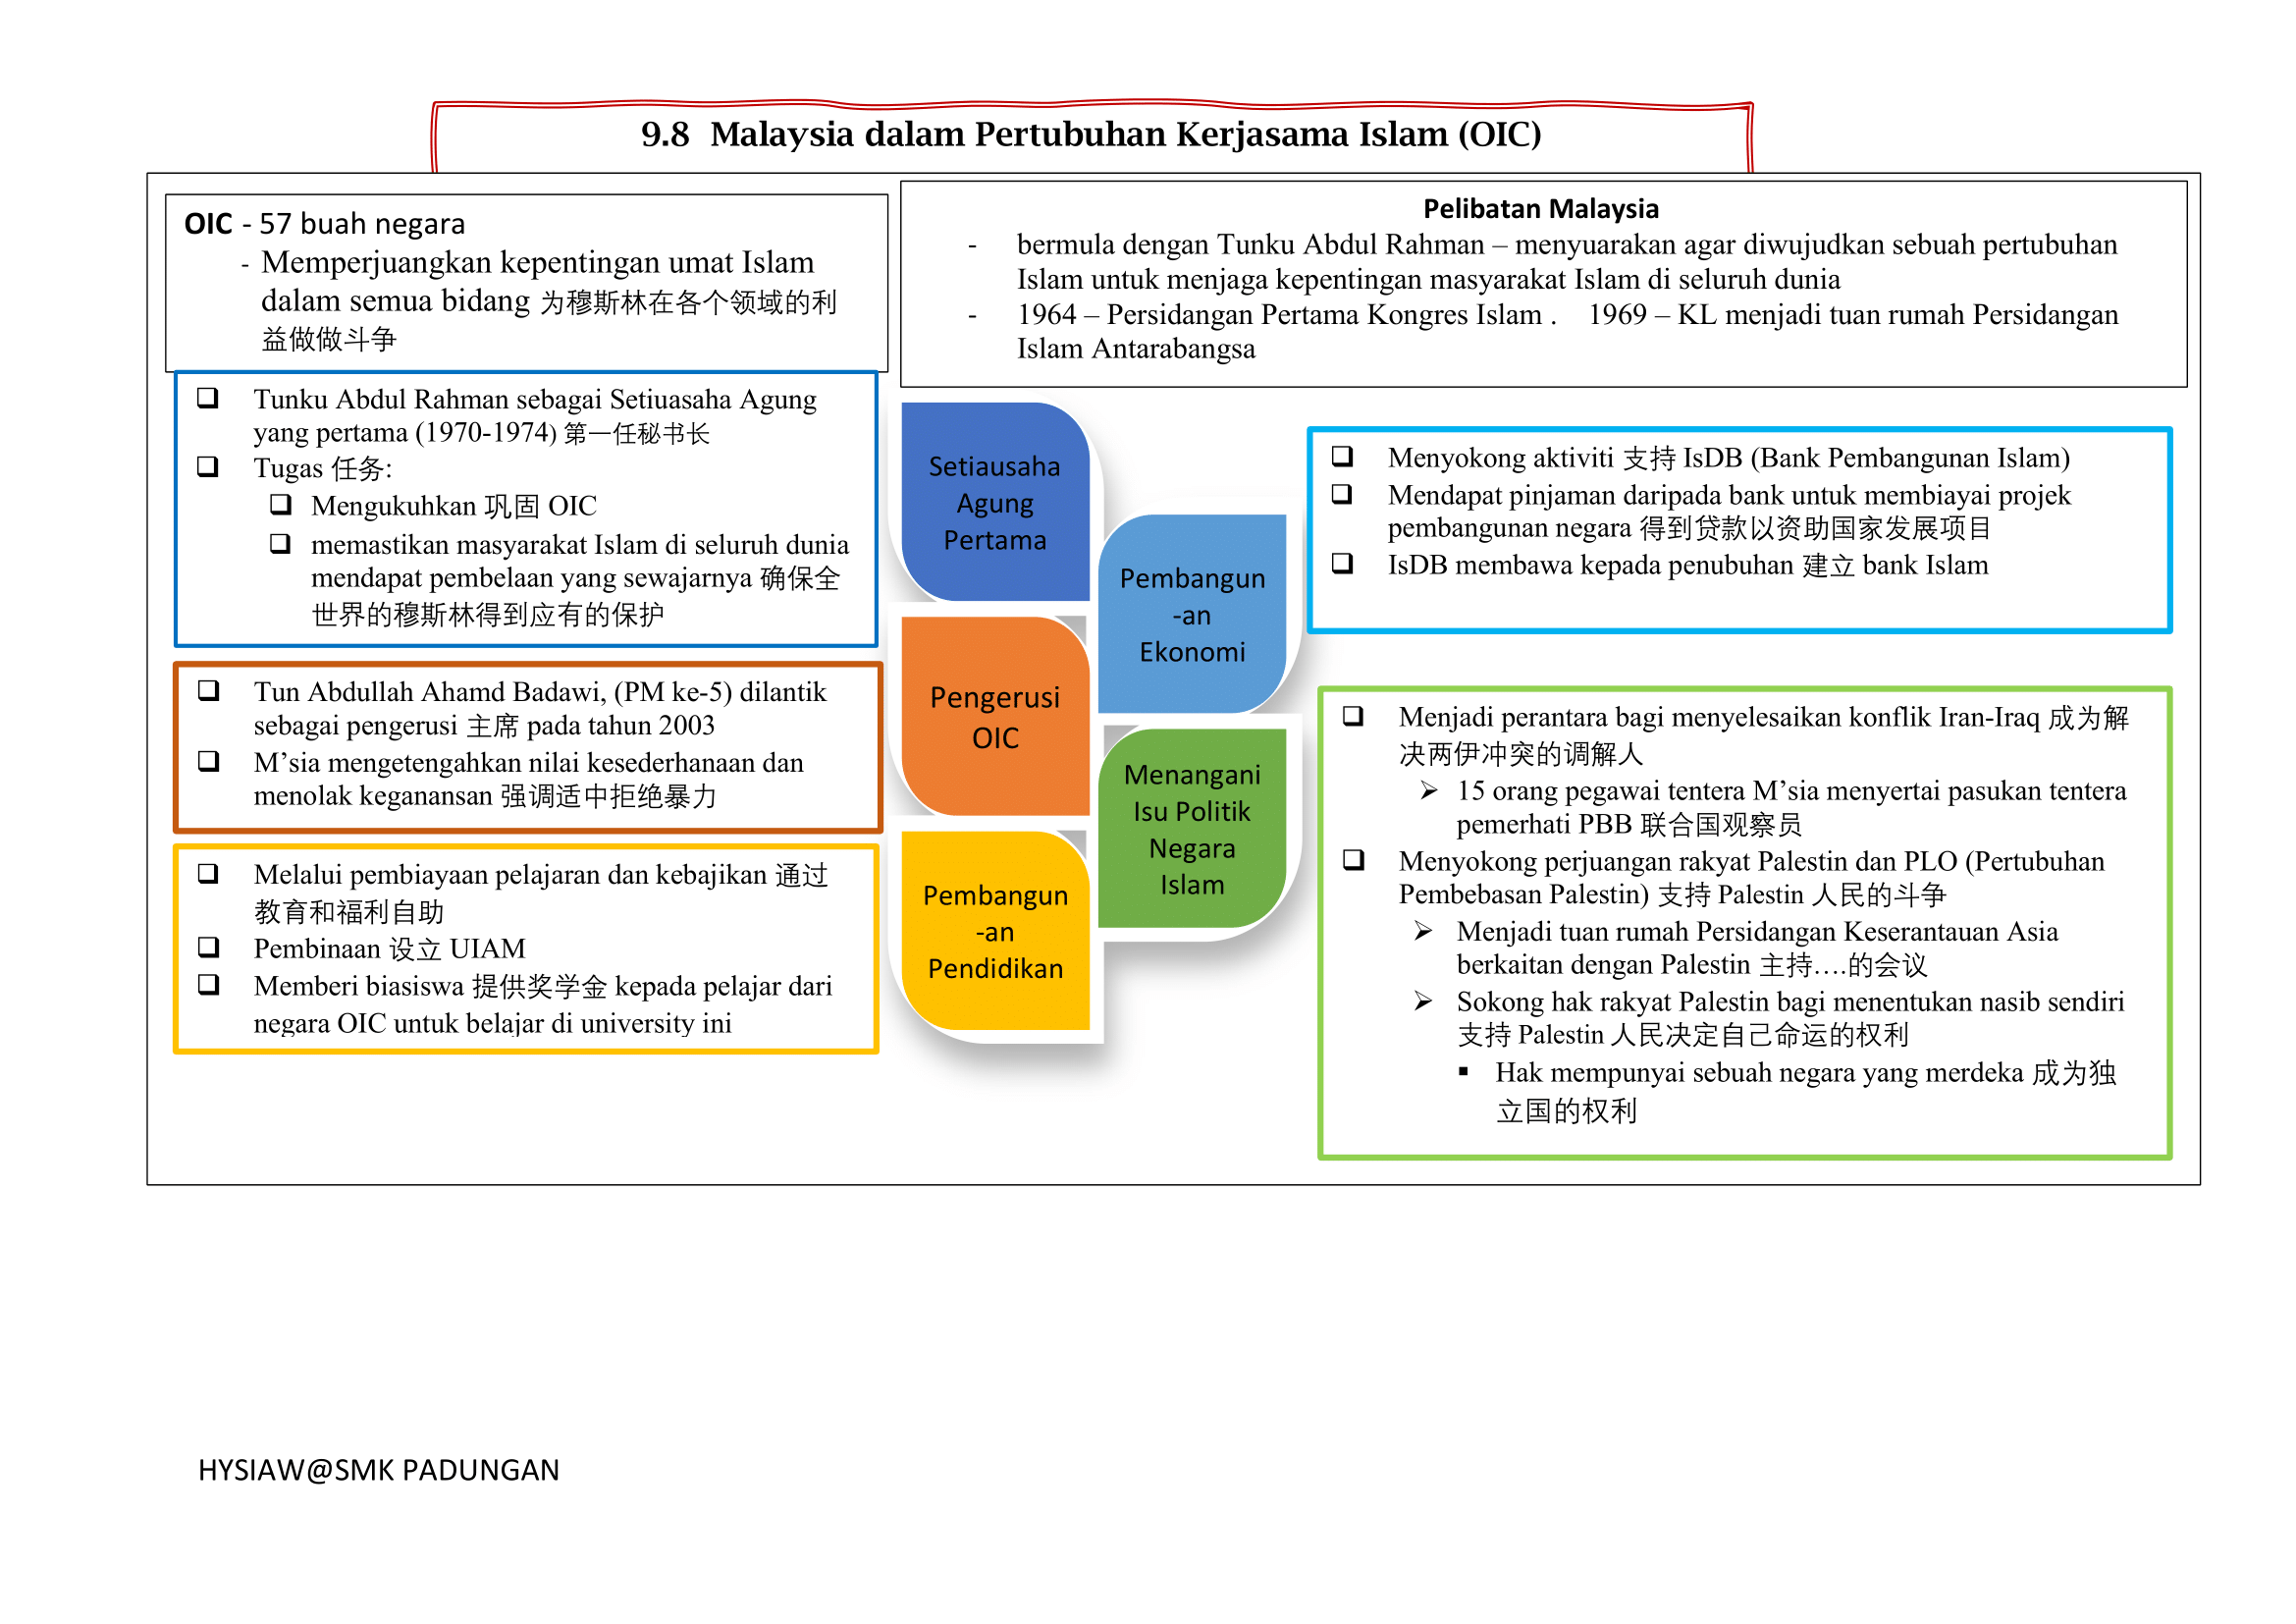 9.8 Malaysia dalam Pertubuhan Kerjasama Islam (OIC)
OIC - 57 buah negara
- Memperjuangkan kepentingan umat Islam
dalam semua bidang 为穆斯林在各个领域的利
益做做斗争
Pelibatan Malaysia
- bermula dengan Tunku Abdul Rahman – menyuarakan agar diwujudkan sebuah pertubuhan
Islam untuk menjaga kepentingan masyarakat Islam di seluruh dunia
- 1964 – Persidangan Pertama Kongres Islam . 1969 – KL menjadi tuan rumah Persidangan
Islam Antarabangsa
❑ Tunku Abdul Rahman sebagai Setiuasaha Agung
yang pertama (1970-1974) 第一任秘书长
❑ Tugas 任务:
❑ Mengukuhkan 巩固 OIC
❑ memastikan masyarakat Islam di seluruh dunia
mendapat pembelaan yang sewajarnya 确保全
世界的穆斯林得到应有的保护
Setiausaha
Agung
Pertama
Pembangun
-an
Ekonomi
❑ Menyokong aktiviti 支持 IsDB (Bank Pembangunan Islam)
❑ Mendapat pinjaman daripada bank untuk membiayai projek
pembangunan negara 得到贷款以资助国家发展项目
❑ IsDB membawa kepada penubuhan 建立 bank Islam
❑ Tun Abdullah Ahamd Badawi, (PM ke-5) dilantik
sebagai pengerusi 主席 pada tahun 2003
❑ M’sia mengetengahkan nilai kesederhanaan dan
menolak keganansan 强调适中拒绝暴力
Pengerusi
OIC
Menangani
Isu Politik
Negara
Islam
❑ Menjadi perantara bagi menyelesaikan konflik Iran-Iraq 成为解
决两伊冲突的调解人
➢ 15 orang pegawai tentera M’sia menyertai pasukan tentera
pemerhati PBB 联合国观察员
❑ Menyokong perjuangan rakyat Palestin dan PLO (Pertubuhan
Pembebasan Palestin) 支持 Palestin 人民的斗争
➢ Menjadi tuan rumah Persidangan Keserantauan Asia
berkaitan dengan Palestin 主持….的会议
➢ Sokong hak rakyat Palestin bagi menentukan nasib sendiri
支持 Palestin 人民决定自己命运的权利
▪ Hak mempunyai sebuah negara yang merdeka 成为独
立国的权利
❑ Melalui pembiayaan pelajaran dan kebajikan 通过
教育和福利自助
❑ Pembinaan 设立 UIAM
❑ Memberi biasiswa 提供奖学金 kepada pelajar dari
negara OIC untuk belajar di university ini
Pembangun
-an
Pendidikan
HYSIAW@SMK PADUNGAN